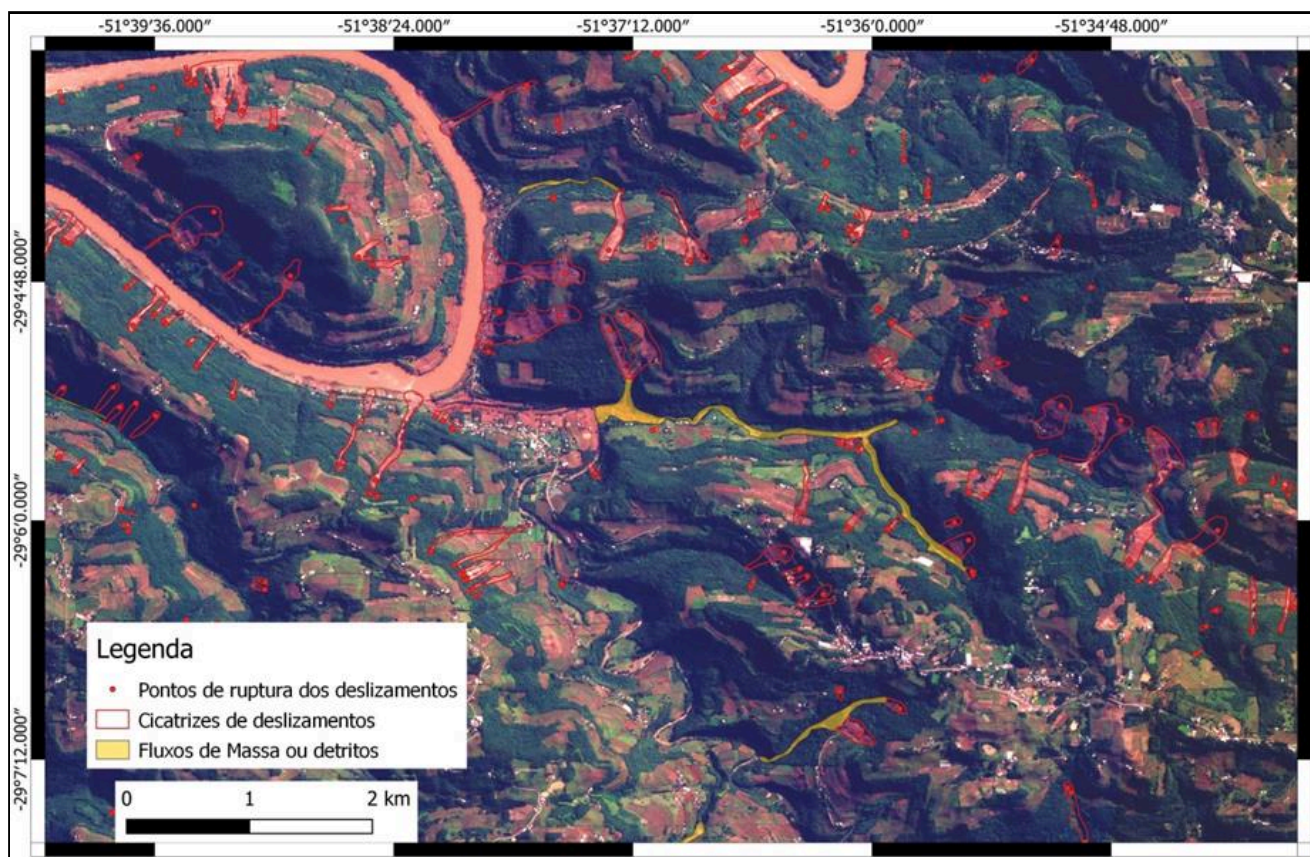 -51°39'36.000" -51°38'24.000" -51°37'12.000" -51°36'0.000" -51°34'48.000"
-29°4'48.000"
-29°6'0.000"
-29°7'12.000"
Legenda
Pontos de ruptura dos deslizamentos
Cicatrizes de deslizamentos
Fluxos de Massa ou detritos
0 1 2 km